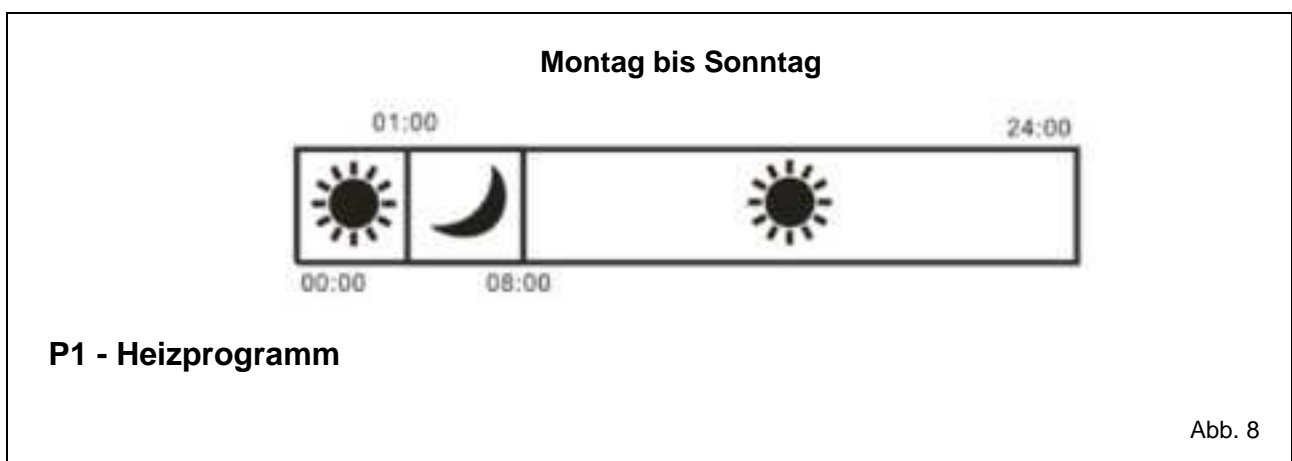 Montag bis Sonntag
01:00 24:00
00:00 08:00
P1 - Heizprogramm
Abb. 8